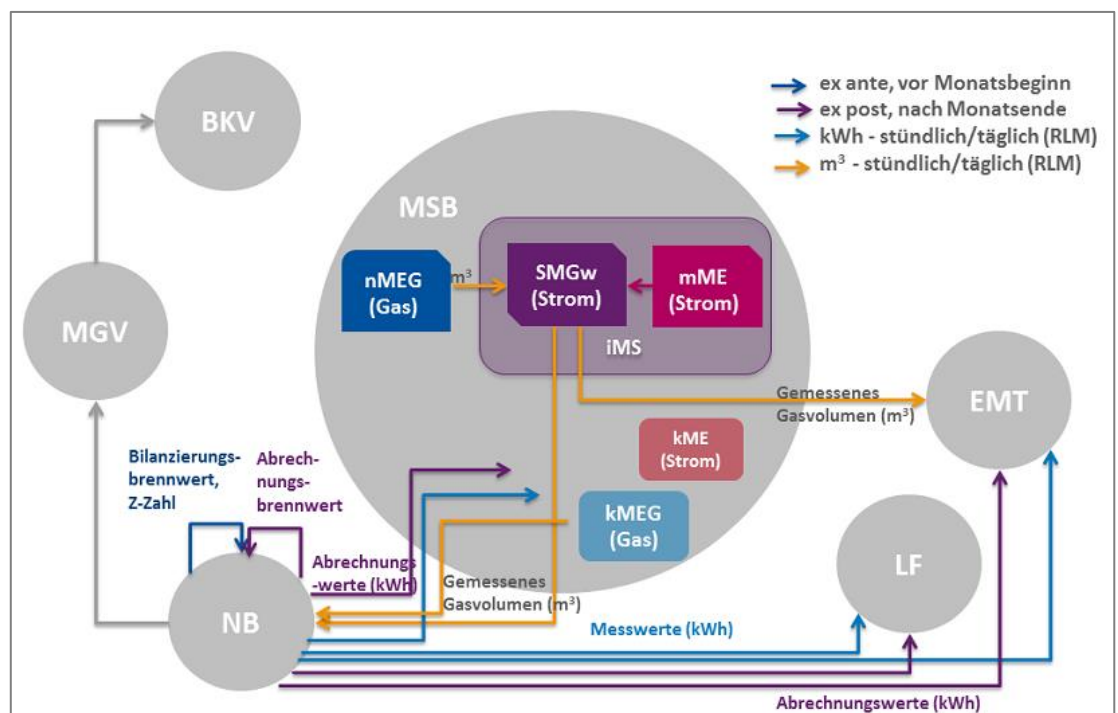 ex ante, vor Monatsbeginn
ex post, nach Monatsende
kWh - stündlich/täglich (RLM)
m³ - stündlich/täglich (RLM)
BKV
MSB
nMEG
(Gas)
m³
SMGw
(Strom)
mME
(Strom)
iMS
MGV
Gemessenes
Gasvolumen (m³)
EMT
kME
(Strom)
Bilanzierungs-
brennwert,
Z-Zahl
Abrech-
nungs-
brennwert
kMEG
(Gas)
LF
Abrechnungs
-werte (kWh)
Gemessenes
Gasvolumen (m³)
NB
Messwerte (kWh)
Abrechnungswerte (kWh)